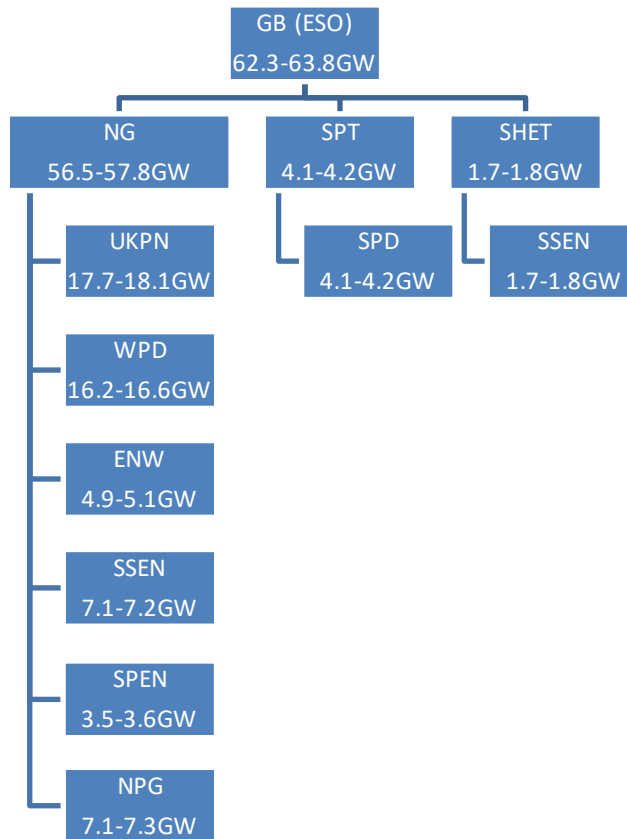 GB (ESO)
62.3-63.8GW
NG
56.5-57.8GW
SPT
4.1-4.2GW
SHET
1.7-1.8GW
UKPN
17.7-18.1GW
SPD
4.1-4.2GW
SSEN
1.7-1.8GW
WPD
16.2-16.6GW
ENW
4.9-5.1GW
SSEN
7.1-7.2GW
SPEN
3.5-3.6GW
NPG
7.1-7.3GW